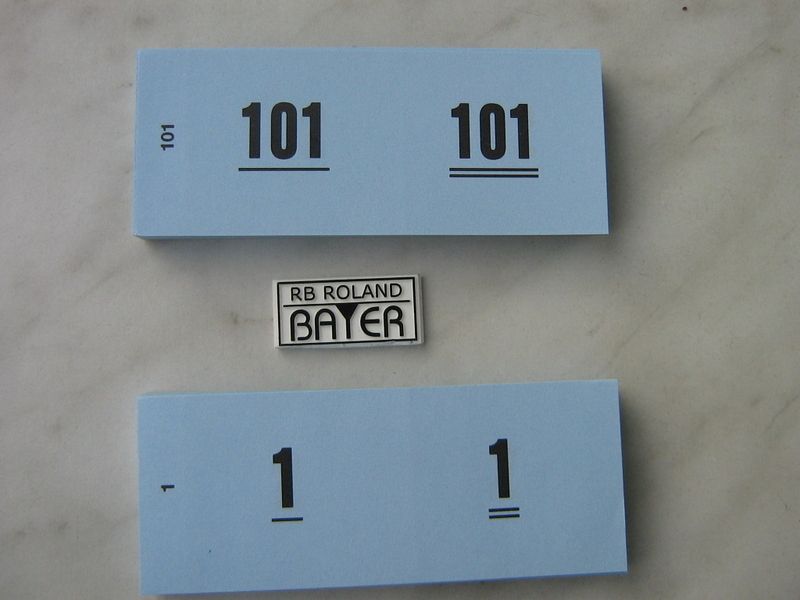 101 101 101
RB ROLAND
BAYER
1 1 1